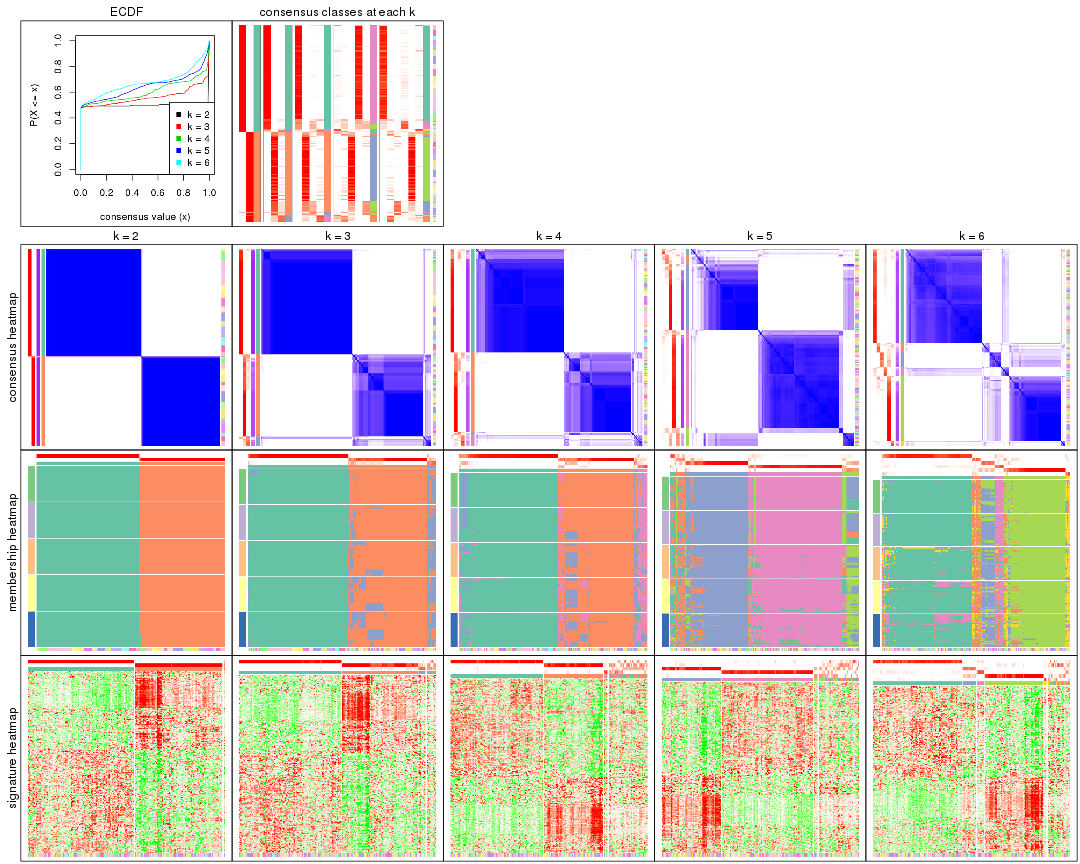 ECDF
consensus classes at each k
P(X <= x)
0.0 0.2 0.4 0.6 0.8 1.0
k = 2
k = 3
k = 4
k = 5
k = 6
0.0 0.2 0.4 0.6 0.8 1.0
consensus value (x)
k = 2 k = 3 k = 4 k = 5 k = 6
consensus heatmap
membership heatmap
signature heatmap